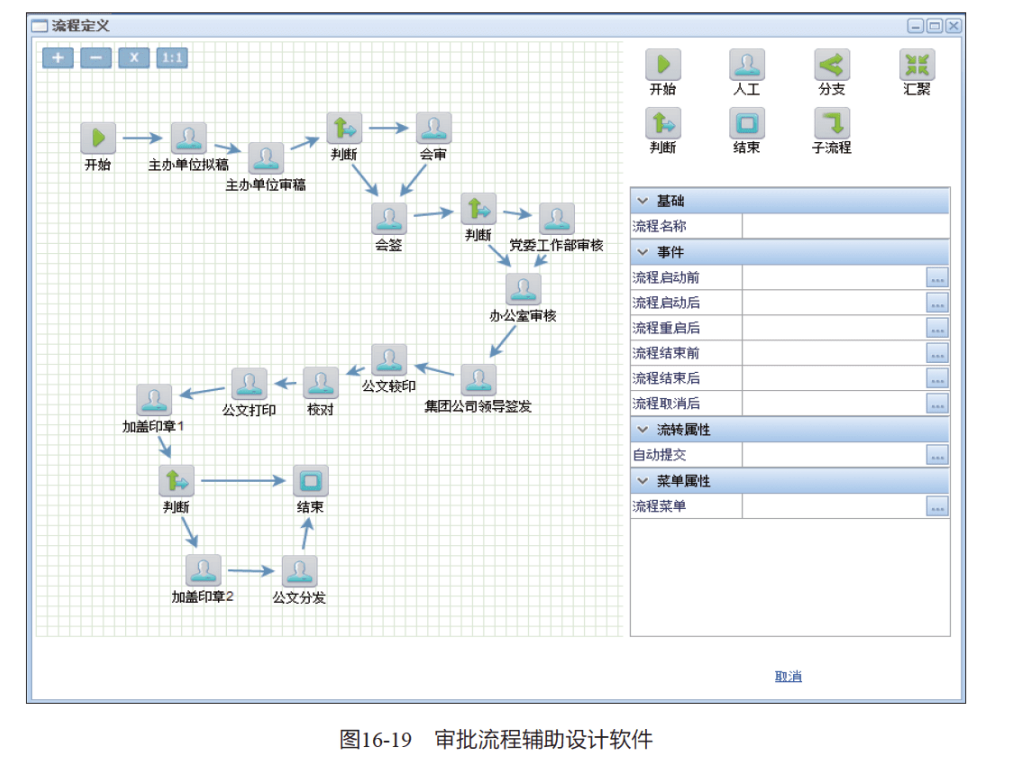 流程定义
+ − X 1:1
开始
主办单位拟稿
主办单位审稿
判断
会审
会签
判断
党委工作部审核
办公室审核
集团公司领导签发
公文较印
校对
公文打印
加盖印章1
判断
结束
加盖印章2
公文分发
开始 人工 分支 汇聚
判断 结束 子流程
基础
流程名称
事件
流程启动前 ...
流程启动后 ...
流程重启后 ...
流程结束前 ...
流程结束后 ...
流程取消后 ...
流转属性
自动提交 ...
菜单属性
流程菜单 ...
取消
图16-19 审批流程辅助设计软件